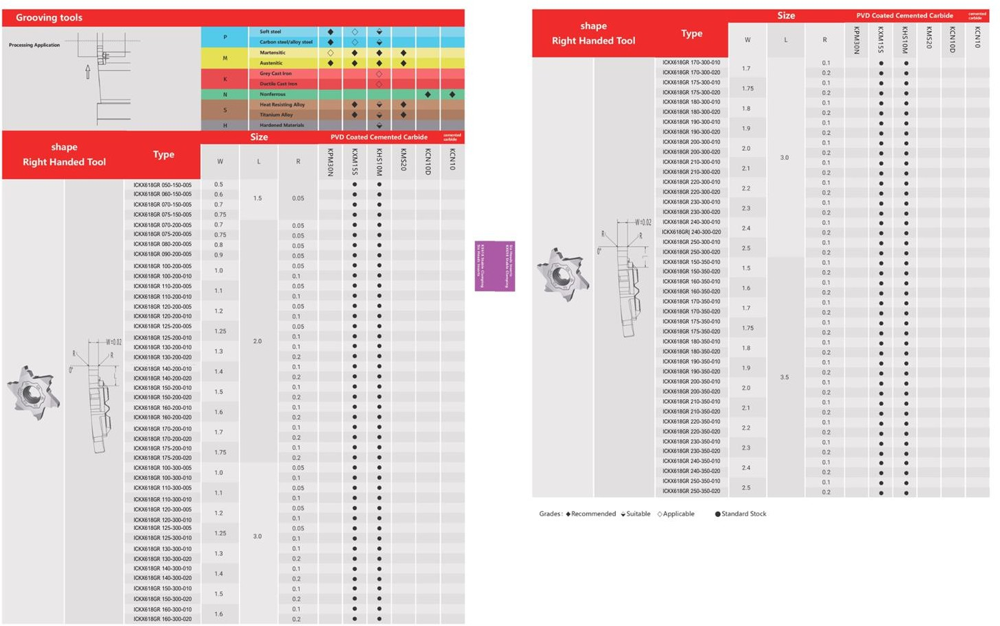 Grooving tools
Processing Application
P
Soft steel
Carbon steel/alloy steel
M
Martensitic
Austenitic
K
Grey Cast Iron
Ductile Cast Iron
N
Nonferrous
S
Heat Resisting Alloy
Titanium Alloy
H
Hardened Materials
shape
Right Handed Tool
Type
Size
PVD Coated Cemented Carbide
cemented carbide
W L R KPM30N KXM15S KHS10M KMS20 KCN10D KCN10
W±0.02
R R
0°
L
ICKX618GR 050-150-005 0.5 1.5 0.05 ● ●
ICKX618GR 060-150-005 0.6 ● ●
ICKX618GR 070-150-005 0.7 ● ●
ICKX618GR 075-150-005 0.75 ● ●
ICKX618GR 070-200-005 0.7 2.0 0.05 ● ●
ICKX618GR 075-200-005 0.75 0.05 ● ●
ICKX618GR 080-200-005 0.8 0.05 ● ●
ICKX618GR 090-200-005 0.9 0.05 ● ●
ICKX618GR 100-200-005 1.0 0.05 ● ●
ICKX618GR 100-200-010 0.1 ● ●
ICKX618GR 110-200-005 1.1 0.05 ● ●
ICKX618GR 110-200-010 0.1 ● ●
ICKX618GR 120-200-005 1.2 0.05 ● ●
ICKX618GR 120-200-010 0.1 ● ●
ICKX618GR 125-200-005 1.25 0.05 ● ●
ICKX618GR 125-200-010 0.1 ● ●
ICKX618GR 130-200-010 1.3 0.1 ● ●
ICKX618GR 130-200-020 0.2 ● ●
ICKX618GR 140-200-010 1.4 0.1 ● ●
ICKX618GR 140-200-020 0.2 ● ●
ICKX618GR 150-200-010 1.5 0.1 ● ●
ICKX618GR 150-200-020 0.2 ● ●
ICKX618GR 160-200-010 1.6 0.1 ● ●
ICKX618GR 160-200-020 0.2 ● ●
ICKX618GR 170-200-010 1.7 0.1 ● ●
ICKX618GR 170-200-020 0.2 ● ●
ICKX618GR 175-200-010 1.75 0.1 ● ●
ICKX618GR 175-200-020 0.2 ● ●
ICKX618GR 100-300-005 1.0 3.0 0.05 ● ●
ICKX618GR 100-300-010 0.1 ● ●
ICKX618GR 110-300-005 1.1 0.05 ● ●
ICKX618GR 110-300-010 0.1 ● ●
ICKX618GR 120-300-005 1.2 0.05 ● ●
ICKX618GR 120-300-010 0.1 ● ●
ICKX618GR 125-300-005 1.25 0.05 ● ●
ICKX618GR 125-300-010 0.1 ● ●
ICKX618GR 130-300-010 1.3 0.1 ● ●
ICKX618GR 130-300-020 0.2 ● ●
ICKX618GR 140-300-010 1.4 0.1 ● ●
ICKX618GR 140-300-020 0.2 ● ●
ICKX618GR 150-300-010 1.5 0.1 ● ●
ICKX618GR 150-300-020 0.2 ● ●
ICKX618GR 160-300-010 1.6 0.1 ● ●
ICKX618GR 160-300-020 0.2 ● ●
KX618 Stable Clamping
Six Heads Inserts
Six Heads Inserts
KX618 Stable Clamping
shape
Right Handed Tool
Type
Size
PVD Coated Cemented Carbide
cemented carbide
W L R KPM30N KXM15S KHS10M KMS20 KCN10D KCN10
W±0.02
R R
0°
L
ICKX618GR 170-300-010 1.7 3.0 0.1 ● ●
ICKX618GR 170-300-020 0.2 ● ●
ICKX618GR 175-300-010 1.75 0.1 ● ●
ICKX618GR 175-300-020 0.2 ● ●
ICKX618GR 180-300-010 1.8 0.1 ● ●
ICKX618GR 180-300-020 0.2 ● ●
ICKX618GR 190-300-010 1.9 0.1 ● ●
ICKX618GR 190-300-020 0.2 ● ●
ICKX618GR 200-300-010 2.0 0.1 ● ●
ICKX618GR 200-300-020 0.2 ● ●
ICKX618GR 210-300-010 2.1 0.1 ● ●
ICKX618GR 210-300-020 0.2 ● ●
ICKX618GR 220-300-010 2.2 0.1 ● ●
ICKX618GR 220-300-020 0.2 ● ●
ICKX618GR 230-300-010 2.3 0.1 ● ●
ICKX618GR 230-300-020 0.2 ● ●
ICKX618GR 240-300-010 2.4 0.1 ● ●
ICKX618GR| 240-300-020 0.2 ● ●
ICKX618GR 250-300-010 2.5 0.1 ● ●
ICKX618GR 250-300-020 0.2 ● ●
ICKX618GR 150-350-010 1.5 3.5 0.1 ● ●
ICKX618GR 150-350-020 0.2 ● ●
ICKX618GR 160-350-010 1.6 0.1 ● ●
ICKX618GR 160-350-020 0.2 ● ●
ICKX618GR 170-350-010 1.7 0.1 ● ●
ICKX618GR 170-350-020 0.2 ● ●
ICKX618GR 175-350-010 1.75 0.1 ● ●
ICKX618GR 175-350-020 0.2 ● ●
ICKX618GR 180-350-010 1.8 0.1 ● ●
ICKX618GR 180-350-020 0.2 ● ●
ICKX618GR 190-350-010 1.9 0.1 ● ●
ICKX618GR 190-350-020 0.2 ● ●
ICKX618GR 200-350-010 2.0 0.1 ● ●
ICKX618GR 200-350-020 0.2 ● ●
ICKX618GR 210-350-010 2.1 0.1 ● ●
ICKX618GR 210-350-020 0.2 ● ●
ICKX618GR 220-350-010 2.2 0.1 ● ●
ICKX618GR 220-350-020 0.2 ● ●
ICKX618GR 230-350-010 2.3 0.1 ● ●
ICKX618GR 230-350-020 0.2 ● ●
ICKX618GR 240-350-010 2.4 0.1 ● ●
ICKX618GR 240-350-020 0.2 ● ●
ICKX618GR 250-350-010 2.5 0.1 ● ●
ICKX618GR 250-350-020 0.2 ● ●
Grades: ◆Recommended ⬙Suitable ◇Applicable ●Standard Stock